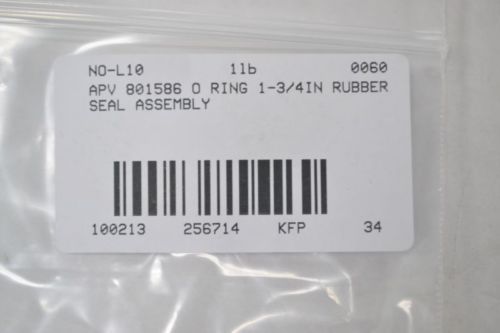 NO-L10 1lb 0060
APV 801586 O RING 1-3/4IN RUBBER
SEAL ASSEMBLY
100213 256714 KFP 34